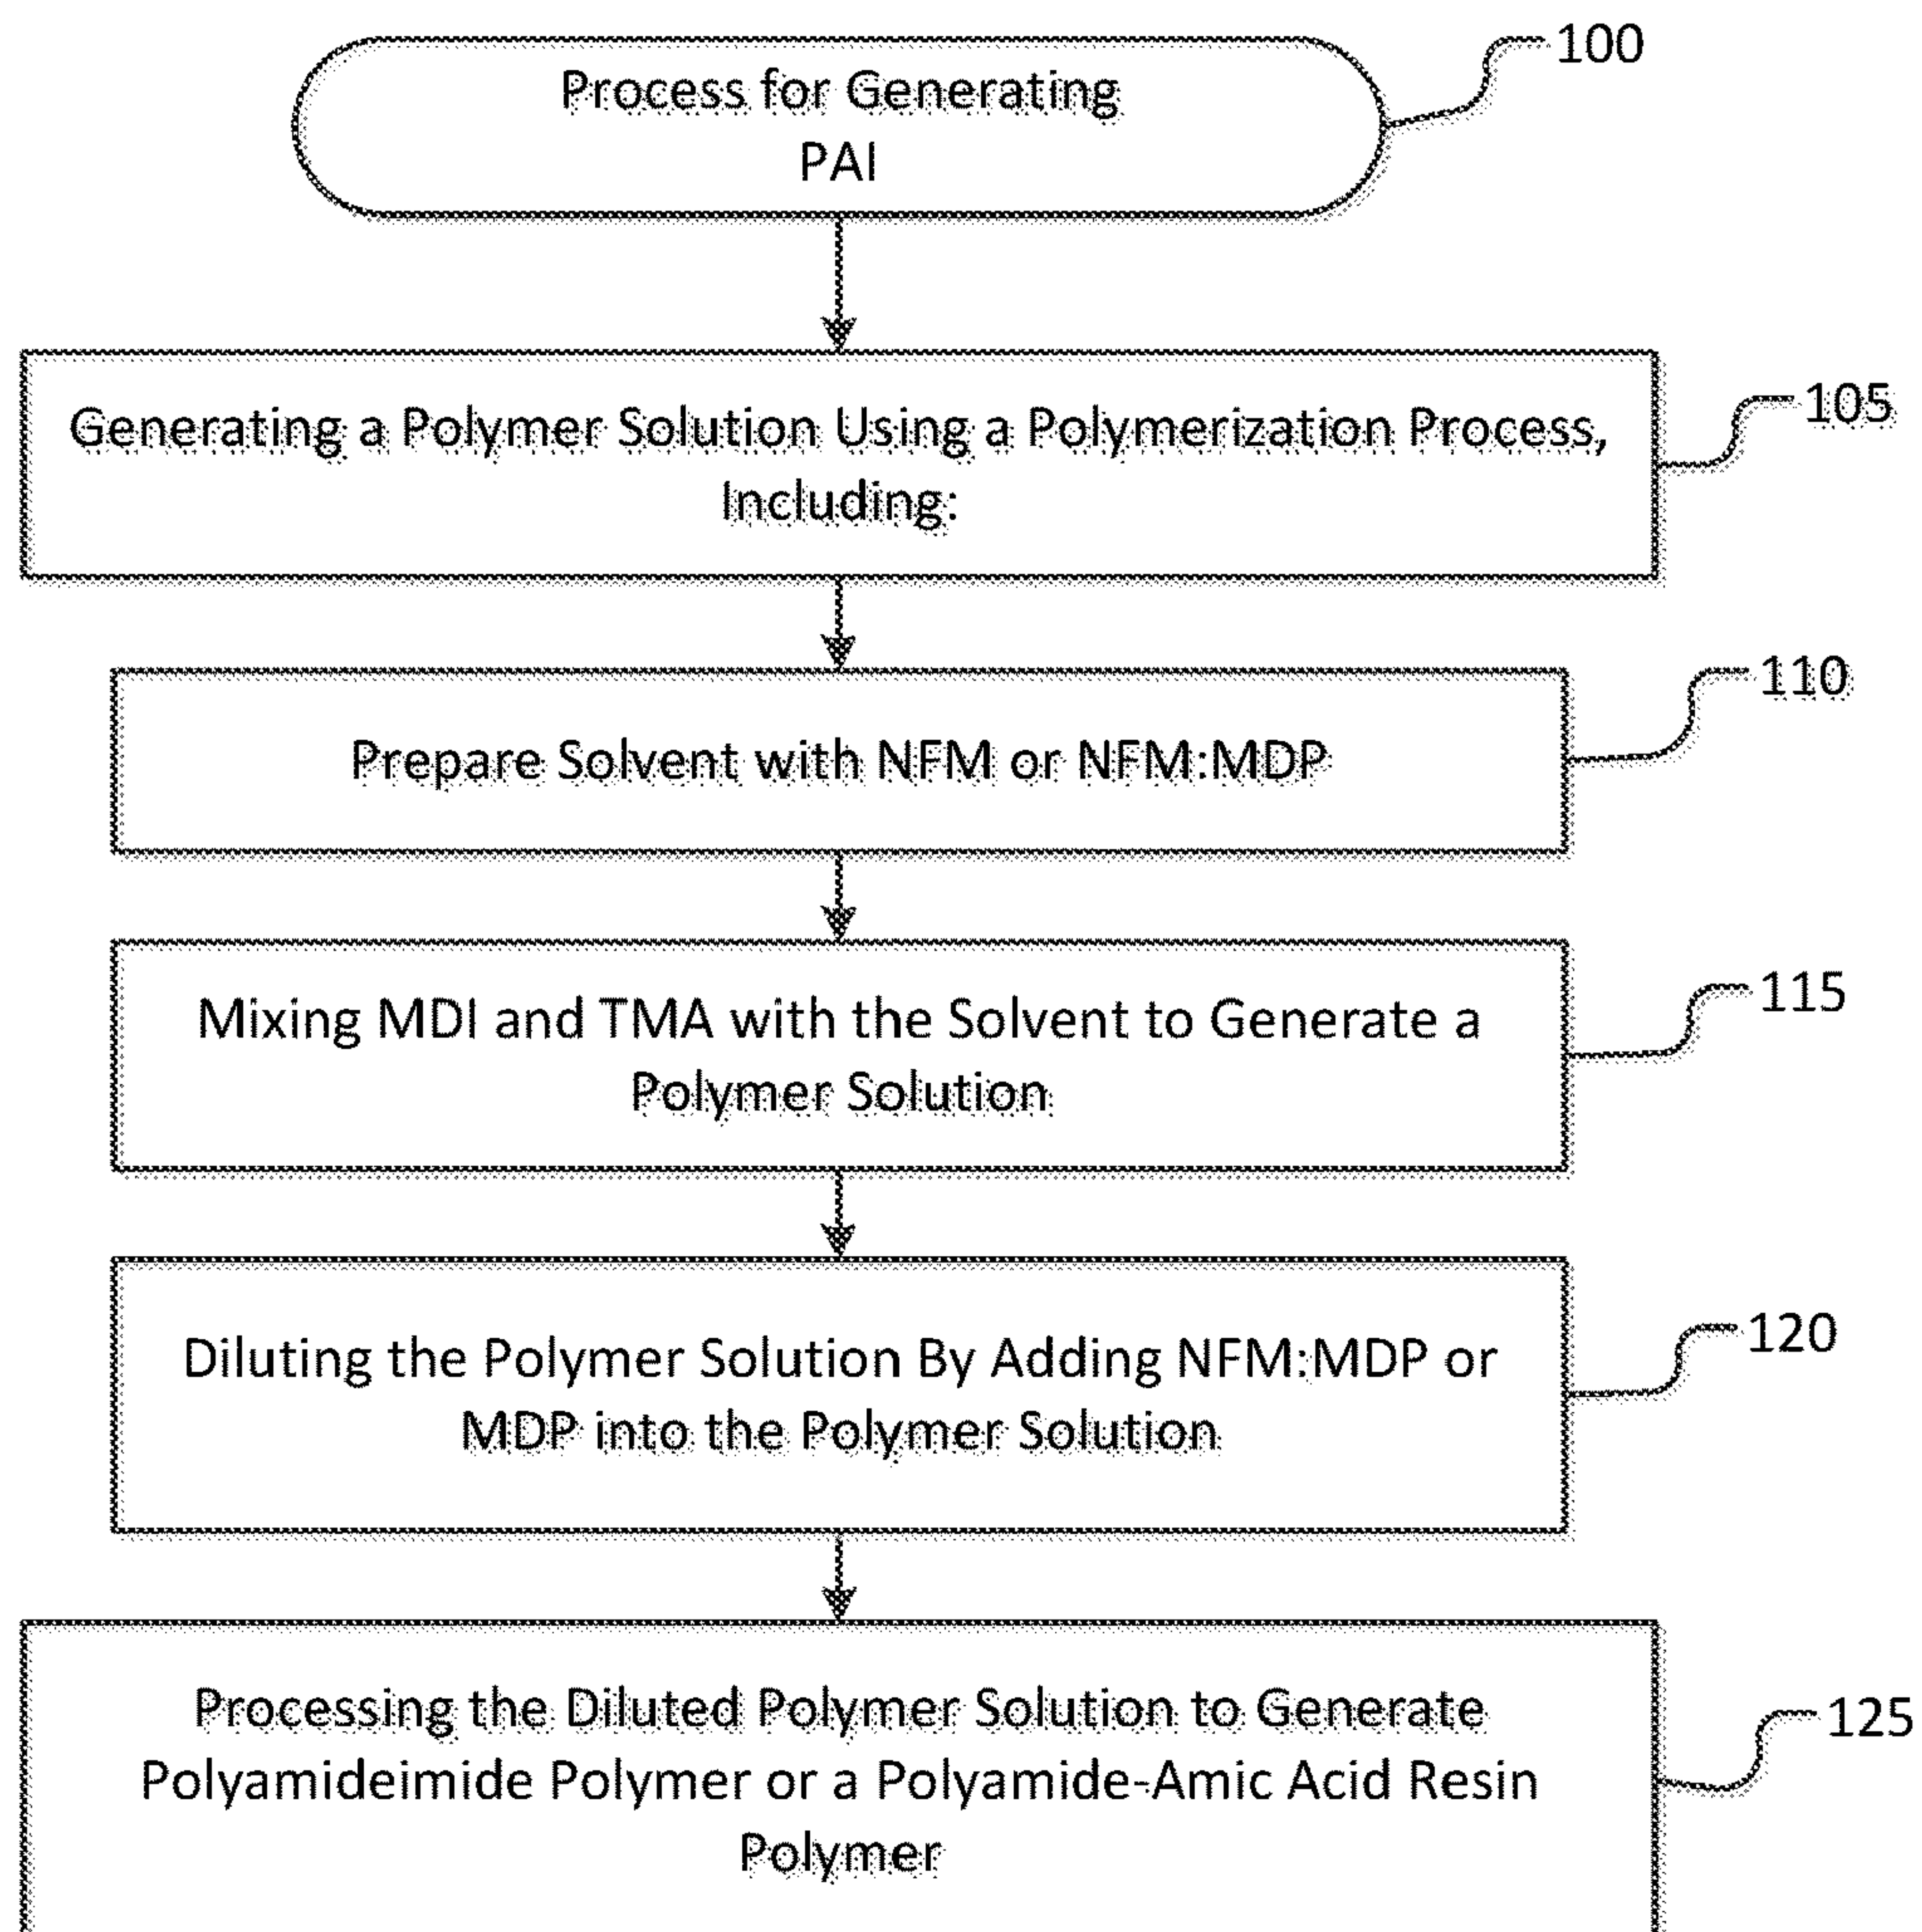 Process for Generating
PAI
100
Generating a Polymer Solution Using a Polymerization Process,
Including:
105
Prepare Solvent with NFM or NFM:MDP
110
Mixing MDI and TMA with the Solvent to Generate a
Polymer Solution
115
Diluting the Polymer Solution By Adding NFM:MDP or
MDP into the Polymer Solution
120
Processing the Diluted Polymer Solution to Generate
Polyamideimide Polymer or a Polyamide-Amic Acid Resin
Polymer
125